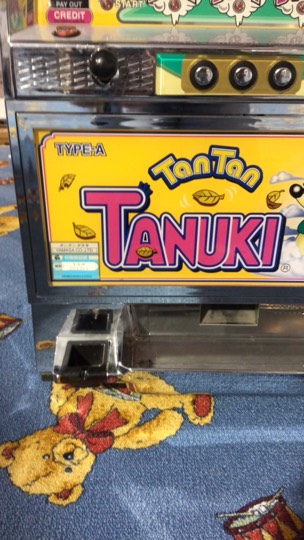 PAY OUT
CREDIT
START
TYPE-A
TanTan
TANUKI
®